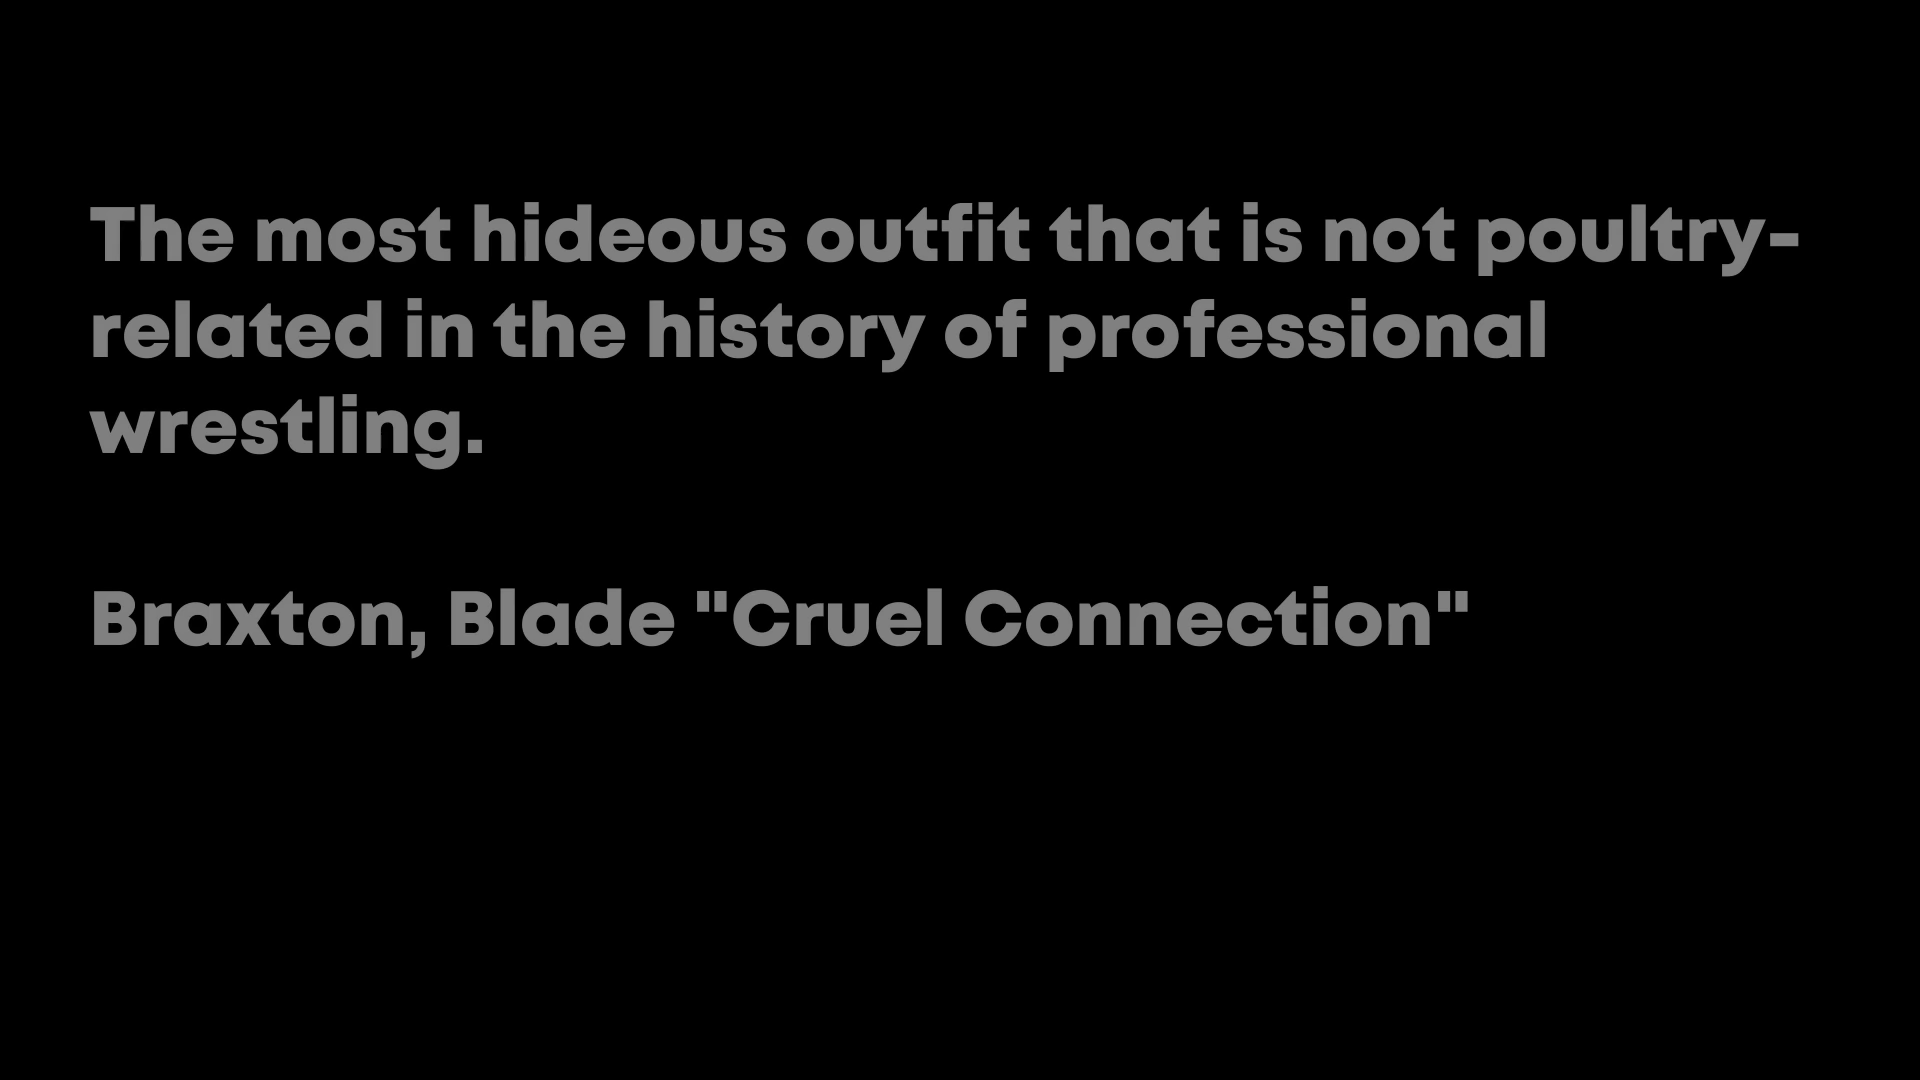 The most hideous outfit that is not poultry-
related in the history of professional
wrestling.
Braxton, Blade "Cruel Connection"